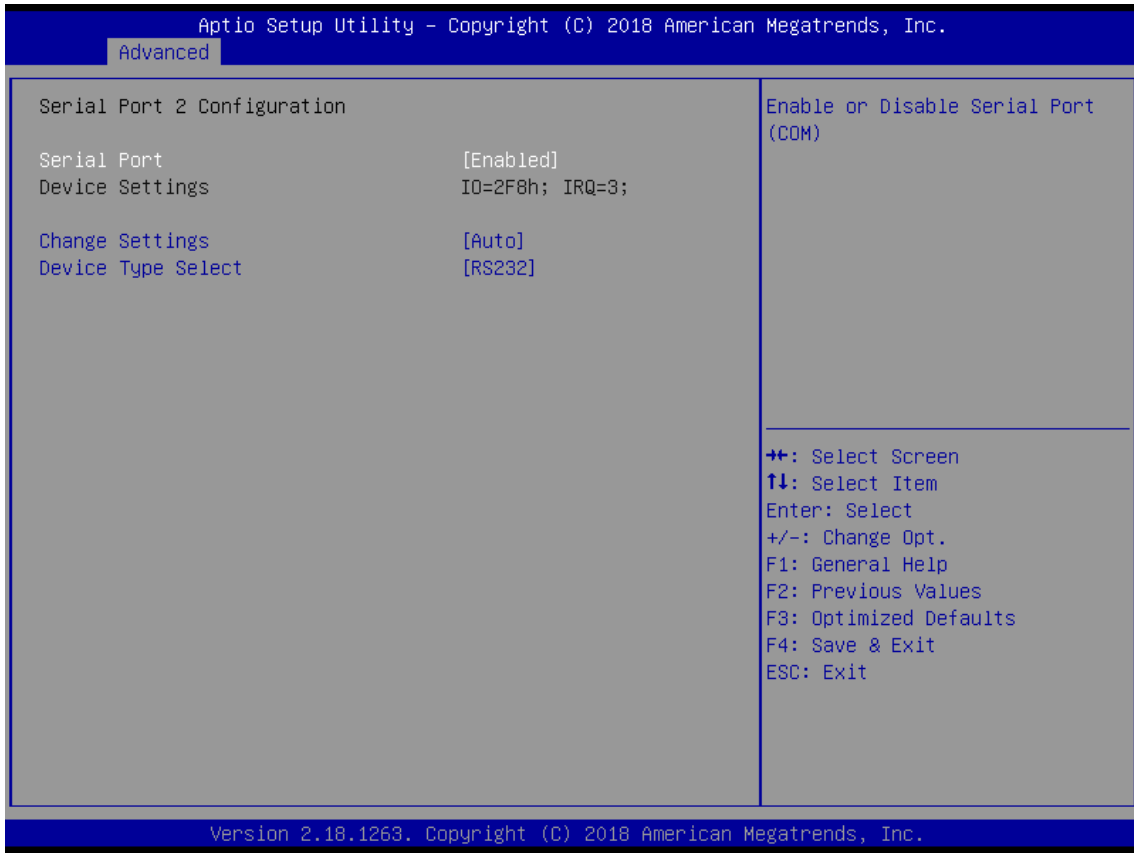 Aptio Setup Utility – Copyright (C) 2018 American Megatrends, Inc.
Advanced
Serial Port 2 Configuration
Serial Port [Enabled]
Device Settings IO=2F8h; IRQ=3;
Change Settings [Auto]
Device Type Select [RS232]
Enable or Disable Serial Port
(COM)
→←: Select Screen
↑↓: Select Item
Enter: Select
+/-: Change Opt.
F1: General Help
F2: Previous Values
F3: Optimized Defaults
F4: Save & Exit
ESC: Exit
Version 2.18.1263. Copyright (C) 2018 American Megatrends, Inc.